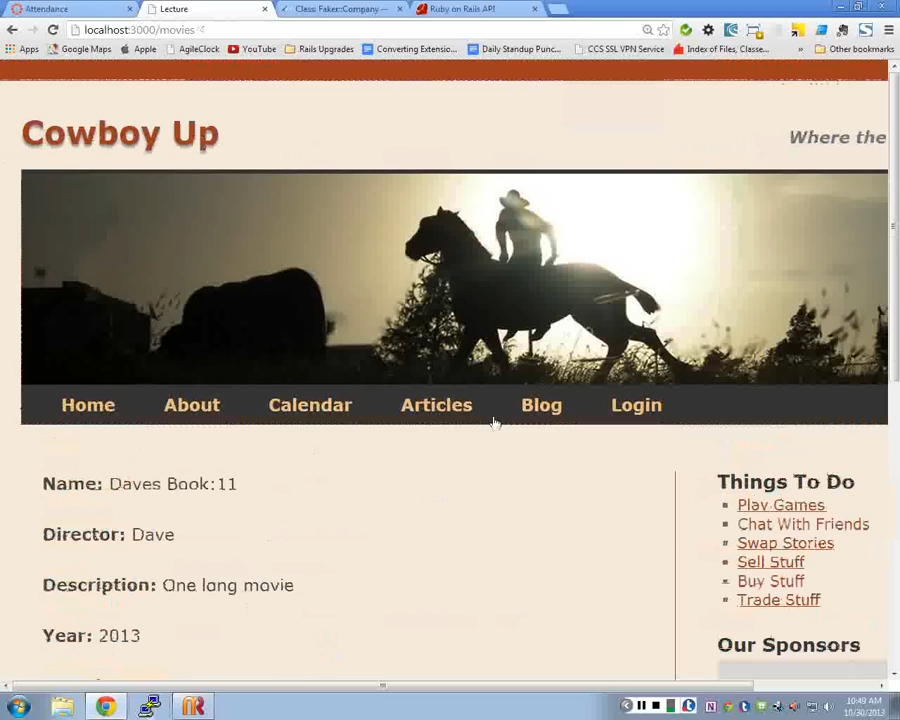 Attendance
Lecture
Class: Faker::Company —
Ruby on Rails API
localhost:3000/movies
Apps
Google Maps
Apple
AgileClock
YouTube
Rails Upgrades
Converting Extensio...
Daily Standup Punc...
CCS SSL VPN Service
Index of Files, Classe...
»
Other bookmarks
Cowboy Up
Where the
Home
About
Calendar
Articles
Blog
Login
Name: Daves Book:11
Director: Dave
Description: One lang movie
Year: 2013
Things To Do
Play Games
Chat With Friends
Swap Stories
Sell Stuff
Buy Stuff
Trade Stuff
Our Sponsors
10:49 AM
10/30/2013